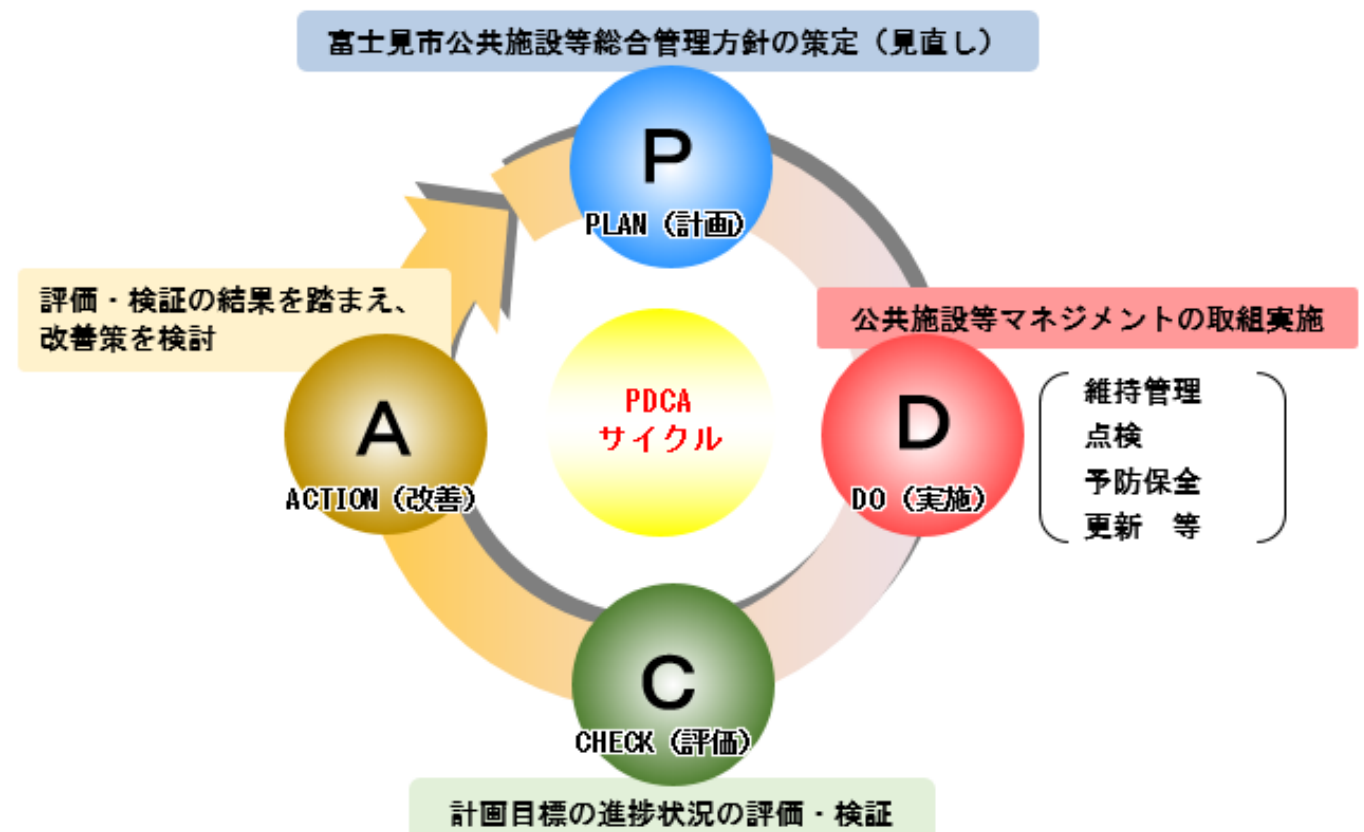 富士見市公共施設等総合管理方針の策定（見直し）
P
PLAN（計画）
評価・検証の結果を踏まえ、
改善策を検討
公共施設等マネジメントの取組実施
PDCA
サイクル
A
ACTION（改善）
D
DO（実施）
維持管理
点検
予防保全
更新　等
C
CHECK（評価）
計画目標の進捗状況の評価・検証